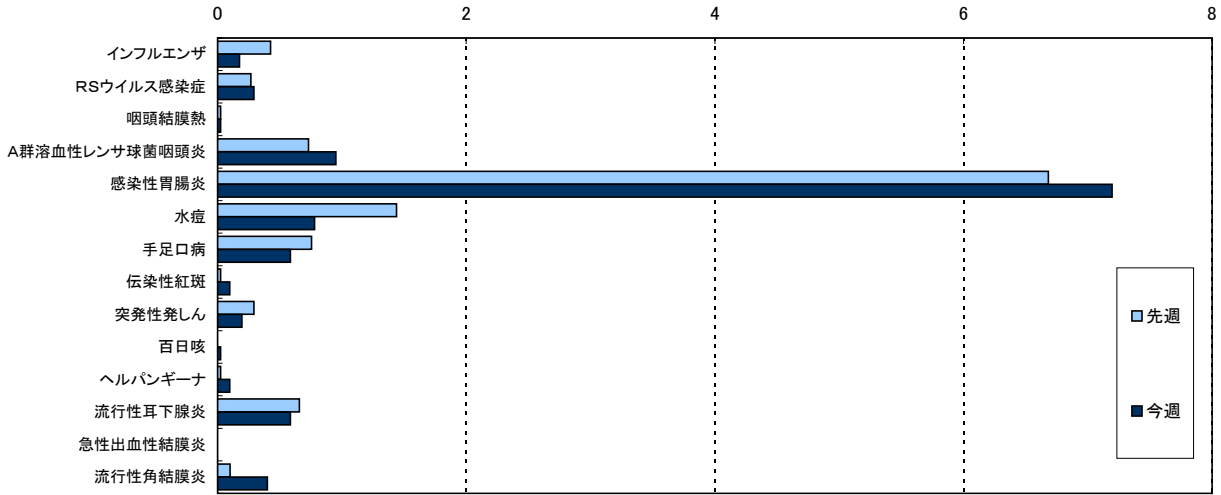 0 2 4 6 8
インフルエンザ
RSウイルス感染症
咽頭結膜熱
A群溶血性レンサ球菌咽頭炎
感染性胃腸炎
水痘
手足口病
伝染性紅斑
突発性発しん
百日咳
ヘルパンギーナ
流行性耳下腺炎
急性出血性結膜炎
流行性角結膜炎
先週
今週